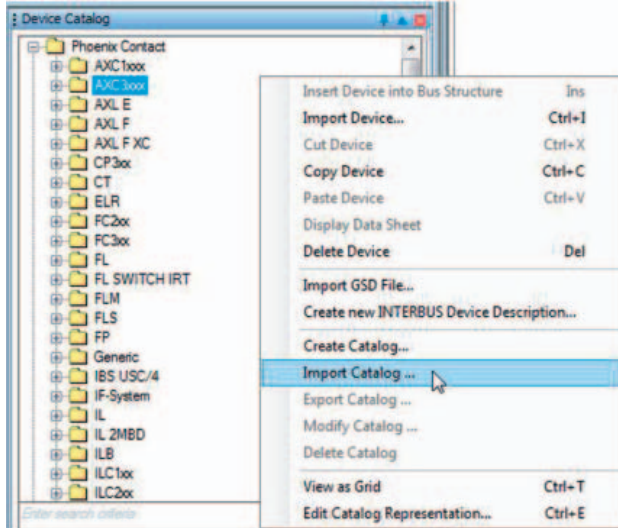 Device Catalog
Phoenix Contact
AXC1xxx
AXC3xxx
AXL E
AXL F
AXL F XC
CP3xx
CT
ELR
FC2xx
FC3xx
FL
FL SWITCH IRT
FLM
FLS
FP
Generic
IBS USC/4
IF-System
IL
IL 2MBD
ILB
ILC1xx
ILC2xx
Enter search criteria
Insert Device into Bus Structure Ins
Import Device... Ctrl+I
Cut Device Ctrl+X
Copy Device Ctrl+C
Paste Device Ctrl+V
Display Data Sheet
Delete Device Del
Import GSD File...
Create new INTERBUS Device Description...
Create Catalog...
Import Catalog ...
Export Catalog ...
Modify Catalog ...
Delete Catalog
View as Grid Ctrl+T
Edit Catalog Representation... Ctrl+E